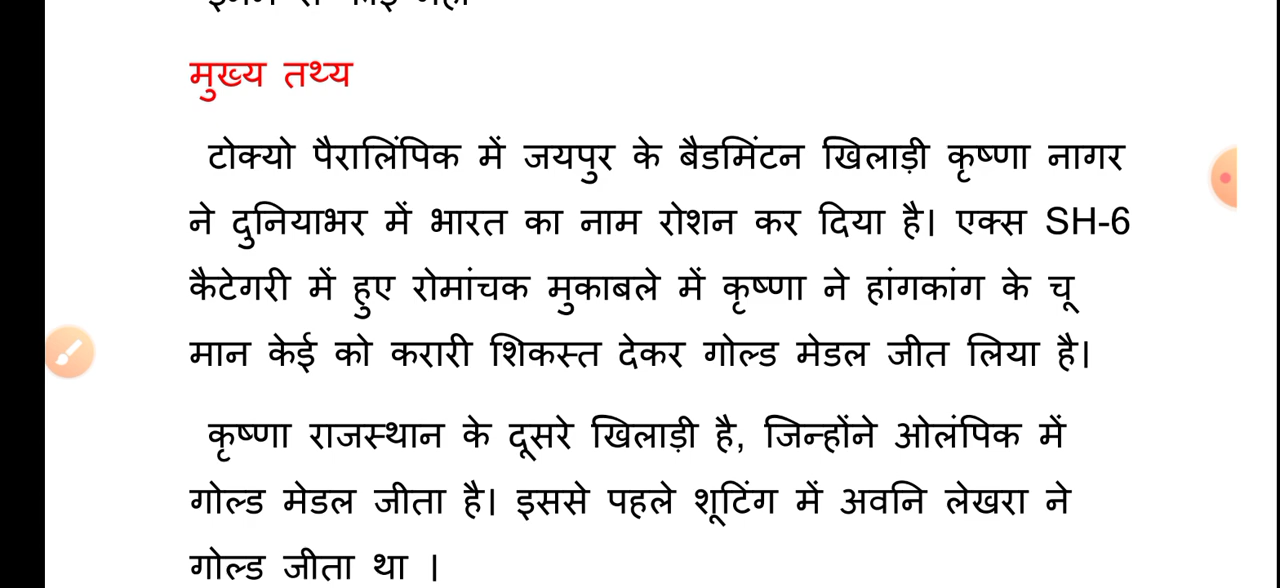 मुख्य तथ्य
टोक्यो पैरालिंपिक में जयपुर के बैडमिंटन खिलाड़ी कृष्णा नागर
ने दुनियाभर में भारत का नाम रोशन कर दिया है। एक्स SH-6
कैटेगरी में हुए रोमांचक मुकाबले में कृष्णा ने हांगकांग के चू
मान केई को करारी शिकस्त देकर गोल्ड मेडल जीत लिया है।
कृष्णा राजस्थान के दूसरे खिलाड़ी है, जिन्होंने ओलंपिक में
गोल्ड मेडल जीता है। इससे पहले शूटिंग में अवनि लेखरा ने
गोल्ड जीता था ।